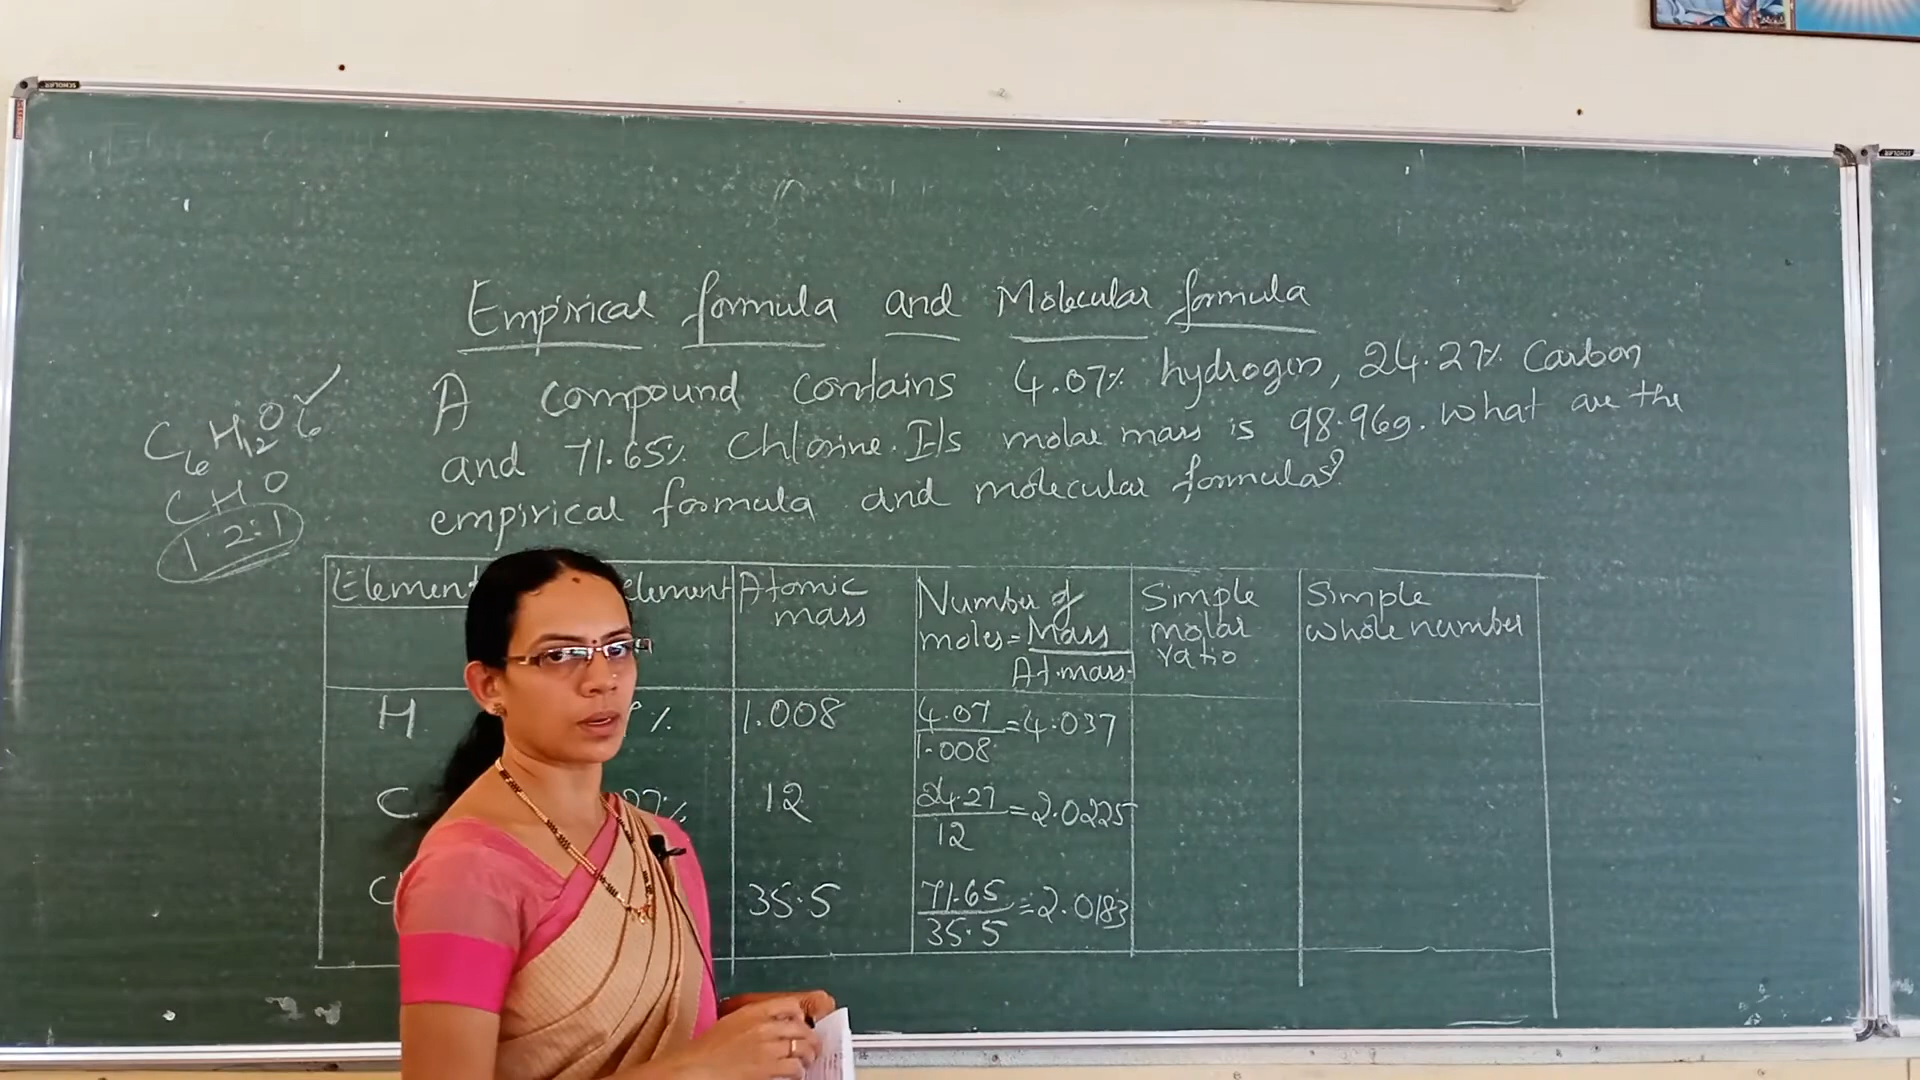 Empirical formula and Molecular formula
A compound contains 4.07% hydrogen, 24.27% Carbon
and 71.65% Chlorine. Its molar mass is 98.96g. What are the
empirical formula and molecular formulas?
C6H12O6 ✓
C H O
1:2:1
Element element Atomic mass Number of moles = Mass / At.mass. Simple molar ratio Simple whole number
H % 1.008 4.07/1.008 = 4.037
C 27% 12 24.27/12 = 2.0225
C 35.5 71.65/35.5 = 2.0183